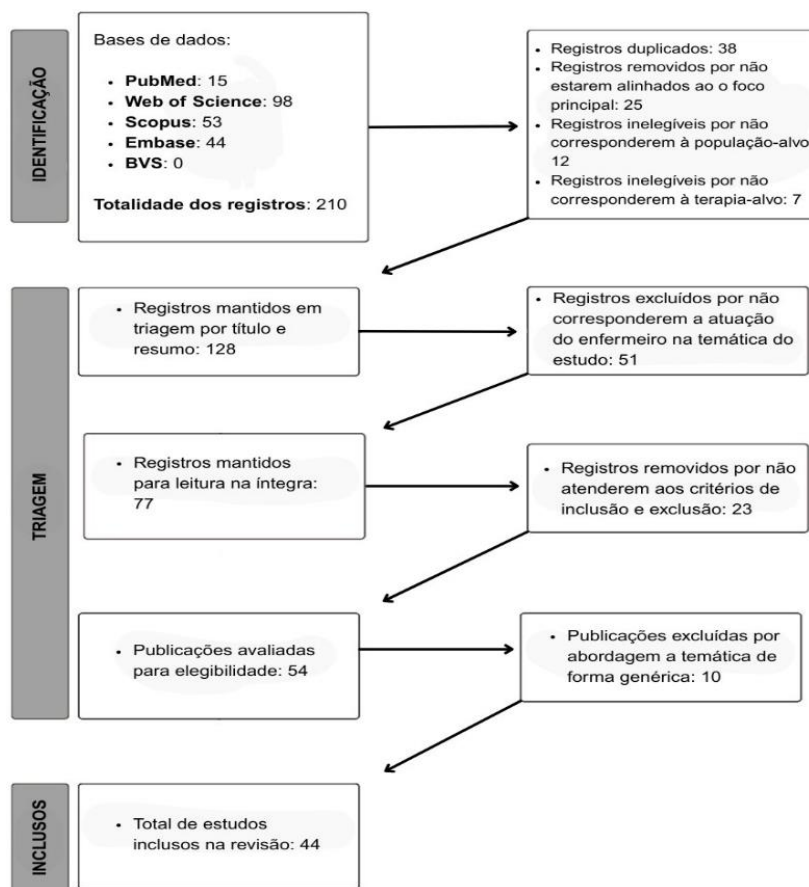 IDENTIFICAÇÃO
Bases de dados:
• PubMed: 15
• Web of Science: 98
• Scopus: 53
• Embase: 44
• BVS: 0
Totalidade dos registros: 210
• Registros duplicados: 38
• Registros removidos por não
estarem alinhados ao o foco
principal: 25
• Registros inelegíveis por não
corresponderem à população-alvo
12
• Registros inelegíveis por não
corresponderem à terapia-alvo: 7
TRIAGEM
• Registros mantidos em
triagem por título e
resumo: 128
• Registros excluídos por não
corresponderem a atuação
do enfermeiro na temática do
estudo: 51
• Registros mantidos
para leitura na íntegra:
77
• Registros removidos por não
atenderem aos critérios de
inclusão e exclusão: 23
• Publicações avaliadas
para elegibilidade: 54
• Publicações excluídas por
abordagem a temática de
forma genérica: 10
INCLUSOS
• Total de estudos
inclusos na revisão: 44